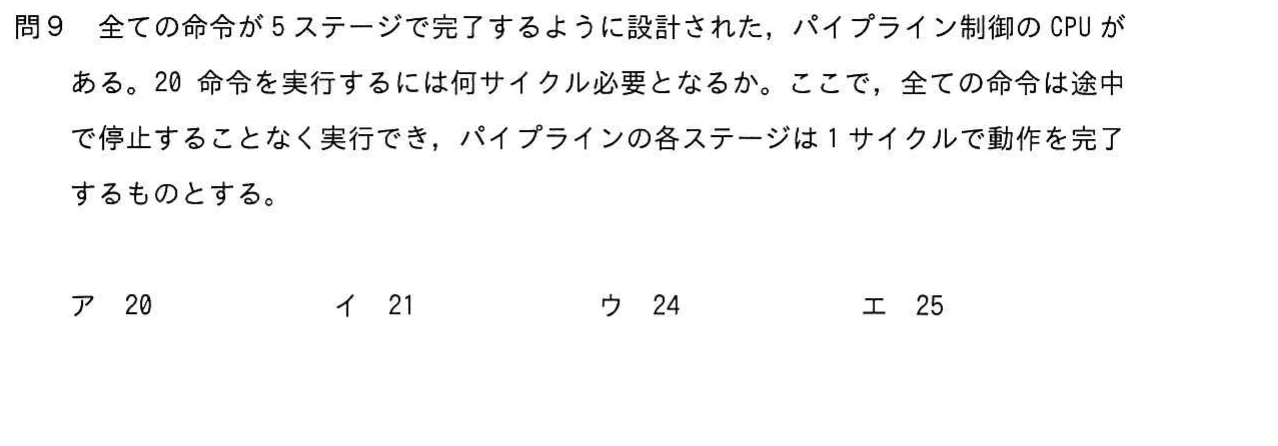 問９　全ての命令が 5 ステージで完了するように設計された，パイプライン制御の CPU が
ある。20 命令を実行するには何サイクル必要となるか。ここで，全ての命令は途中
で停止することなく実行でき，パイプラインの各ステージは 1 サイクルで動作を完了
するものとする。
ア　20　イ　21　ウ　24　エ　25